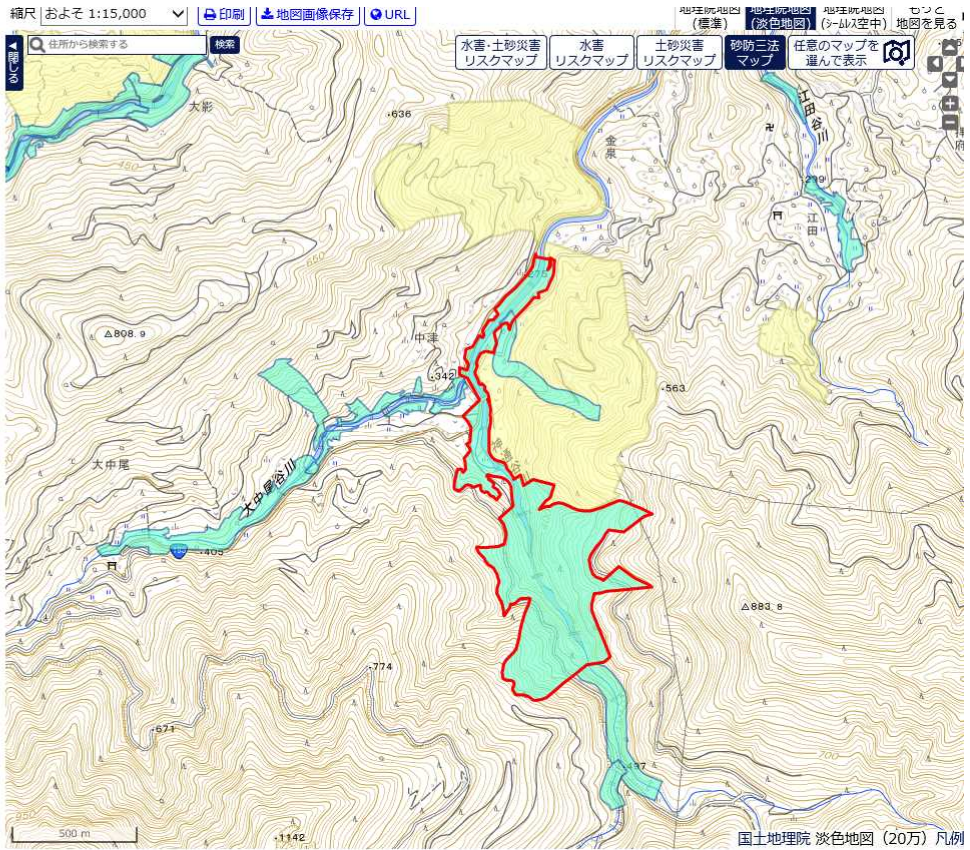 縮尺 およそ 1:15,000
印刷
地図画像保存
URL
地理院地図
(標準)
地理院地図
(淡色地図)
地理院地図
(シームレス空中)
もっと
地図を見る
◀閉じる
住所から検索する
検索
水害・土砂災害
リスクマップ
水害
リスクマップ
土砂災害
リスクマップ
砂防三法
マップ
任意のマップを
選んで表示
大影
636
金泉
江田谷川
450
299
江田
650
275
808.9
中津
342
563
大中尾
大中尾谷川
405
883.8
774
671
700
497
950
1142
500 m
国土地理院 淡色地図（20万）凡例